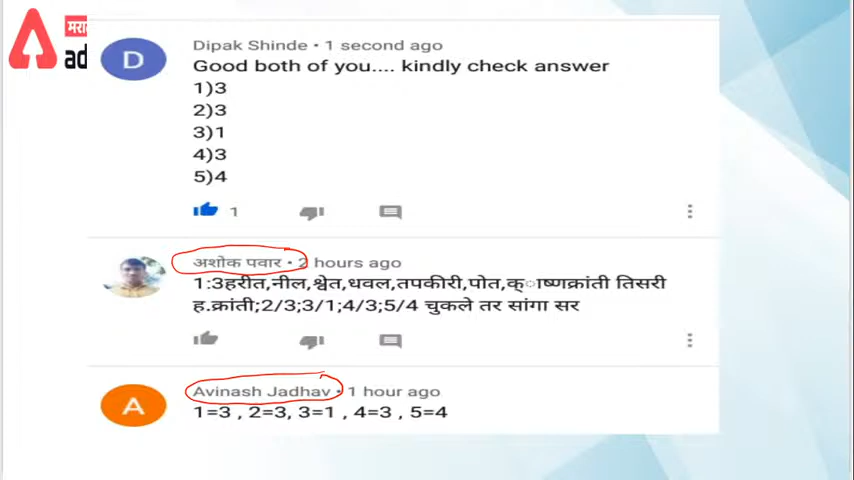 मरा
ad
D
Dipak Shinde • 1 second ago
Good both of you.... kindly check answer
1)3
2)3
3)1
4)3
5)4
1
अशोक पवार • 2 hours ago
1:3हरीत,नील,श्वेत,धवल,तपकीरी,पोत,क्ाष्णक्रांती तिसरी
ह.क्रांती;2/3;3/1;4/3;5/4 चुकले तर सांगा सर
A
Avinash Jadhav • 1 hour ago
1=3 , 2=3, 3=1 , 4=3 , 5=4